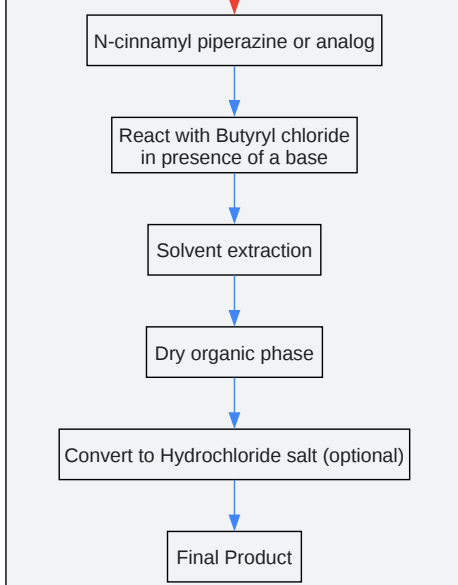 N-cinnamyl piperazine or analog
React with Butyryl chloride
in presence of a base
Solvent extraction
Dry organic phase
Convert to Hydrochloride salt (optional)
Final Product